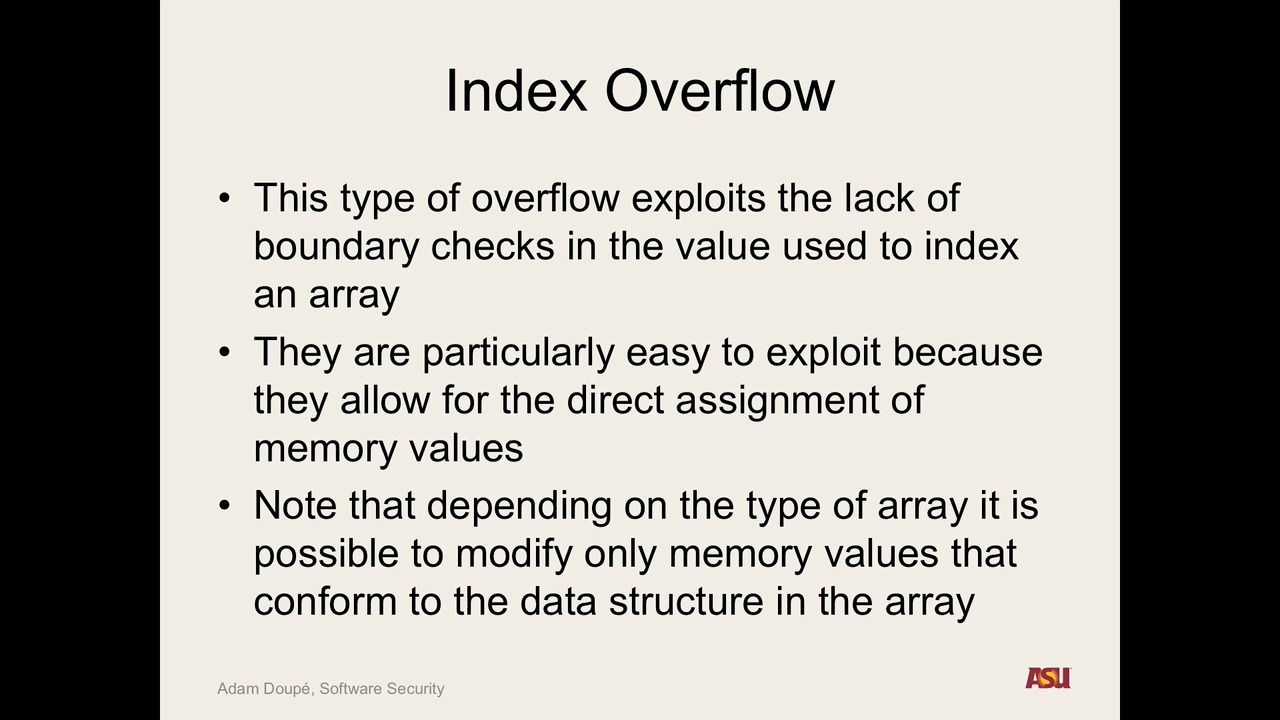 Index Overflow
• This type of overflow exploits the lack of
boundary checks in the value used to index
an array
• They are particularly easy to exploit because
they allow for the direct assignment of
memory values
• Note that depending on the type of array it is
possible to modify only memory values that
conform to the data structure in the array
Adam Doupé, Software Security
ASU